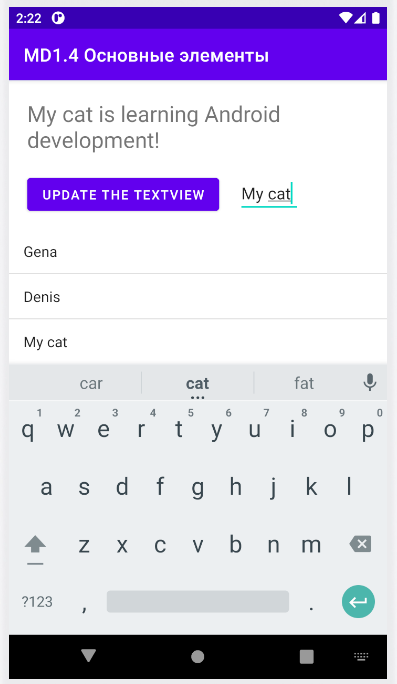 2:22
MD1.4 Основные элементы
My cat is learning Android
development!
UPDATE THE TEXTVIEW My cat
Gena
Denis
My cat
car cat fat
1 2 3 4 5 6 7 8 9 0
q w e r t y u i o p
a s d f g h j k l
z x c v b n m
?123 , .